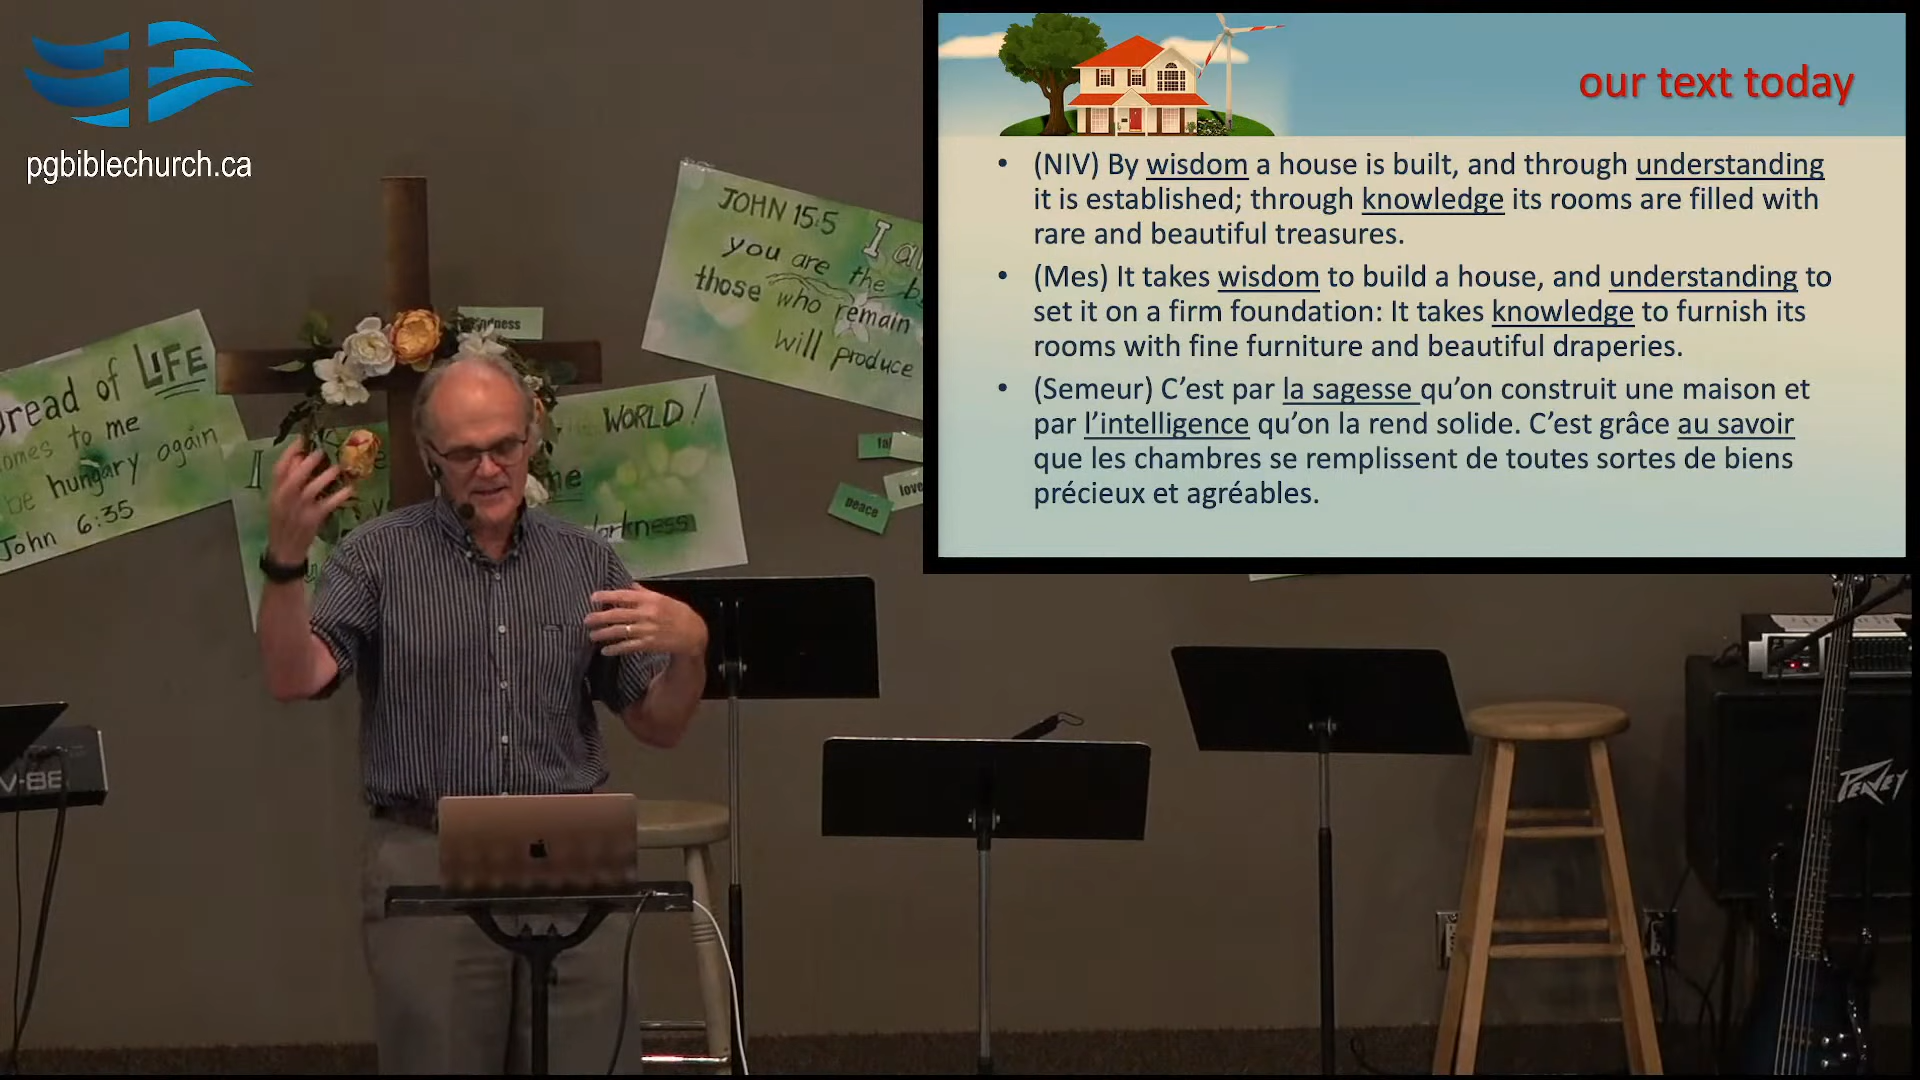 pgbiblechurch.ca
our text today
• (NIV) By wisdom a house is built, and through understanding
it is established; through knowledge its rooms are filled with
rare and beautiful treasures.
• (Mes) It takes wisdom to build a house, and understanding to
set it on a firm foundation: It takes knowledge to furnish its
rooms with fine furniture and beautiful draperies.
• (Semeur) C’est par la sagesse qu’on construit une maison et
par l’intelligence qu’on la rend solide. C’est grâce au savoir
que les chambres se remplissent de toutes sortes de biens
précieux et agréables.
JOHN 15:5
I
you are the
those who remain
will produce
of LIFE
to me
be hungry again
John 6:35
I
WORLD!
me
peace
love
PEAVEY
V-8E